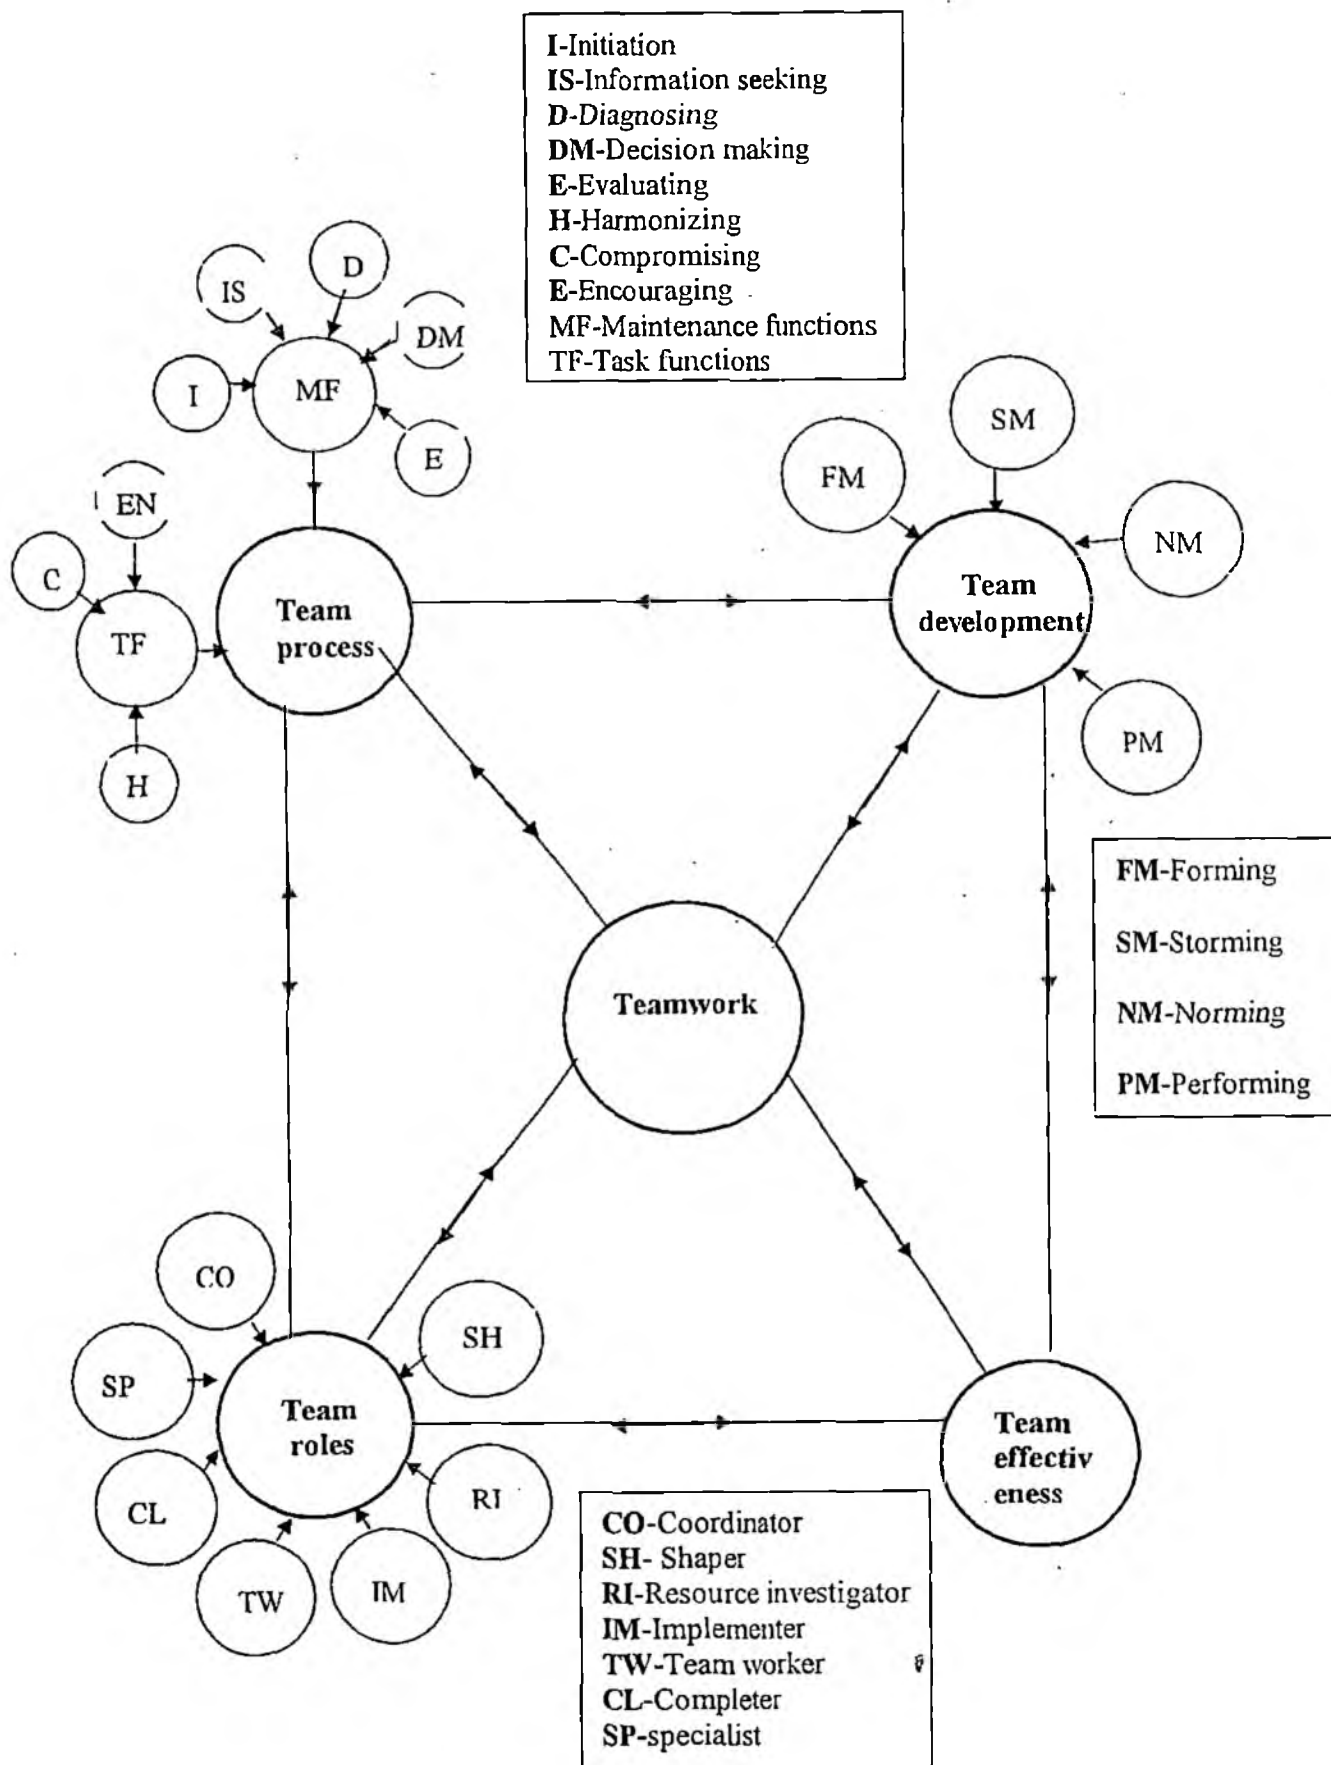 I-Initiation
IS-Information seeking
D-Diagnosing
DM-Decision making
E-Evaluating
H-Harmonizing
C-Compromising
E-Encouraging
MF-Maintenance functions
TF-Task functions
D
IS
DM
I
MF
E
EN
C
TF
H
Team
process
SM
FM
NM
Team
development
PM
FM-Forming
SM-Storming
NM-Norming
PM-Performing
Teamwork
CO
SH
SP
Team
roles
CL
RI
TW
IM
Team
effectiv
eness
CO-Coordinator
SH- Shaper
RI-Resource investigator
IM-Implementer
TW-Team worker
CL-Completer
SP-specialist